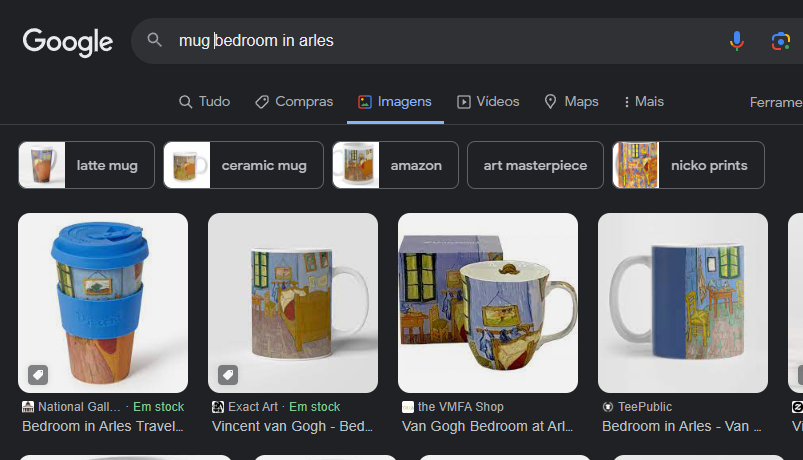 Google
mug bedroom in arles
Tudo
Compras
Imagens
Vídeos
Maps
Mais
Ferrame
latte mug
ceramic mug
amazon
art masterpiece
nicko prints
National Gall... · Em stock
Bedroom in Arles Travel...
Exact Art · Em stock
Vincent van Gogh - Bed...
the VMFA Shop
Van Gogh Bedroom at Arl...
TeePublic
Bedroom in Arles - Van ...